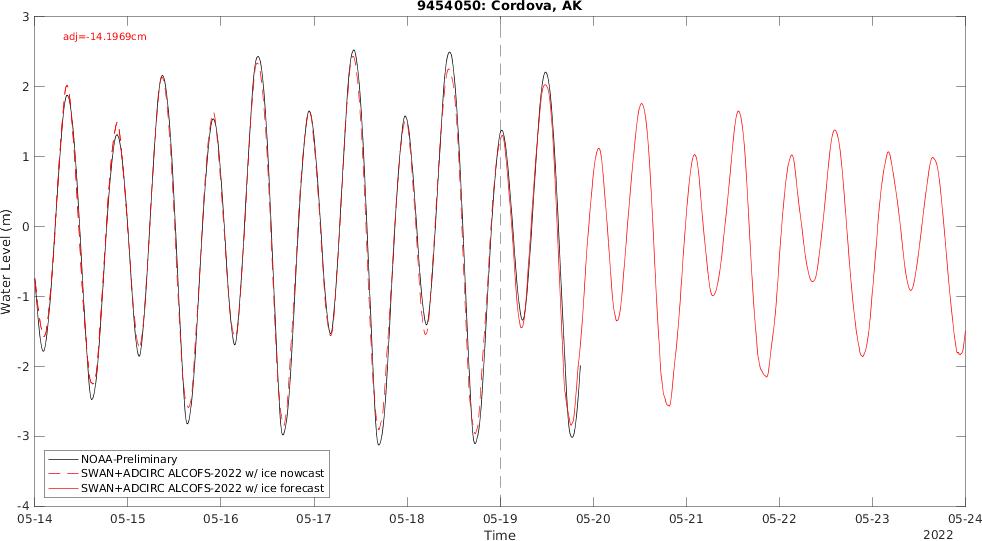 9454050: Cordova, AK
adj=-14.1969cm
Water Level (m)
3
2
1
0
-1
-2
-3
-4
NOAA-Preliminary
SWAN+ADCIRC ALCOFS-2022 w/ ice nowcast
SWAN+ADCIRC ALCOFS-2022 w/ ice forecast
05-14 05-15 05-16 05-17 05-18 05-19 05-20 05-21 05-22 05-23 05-24
Time
2022